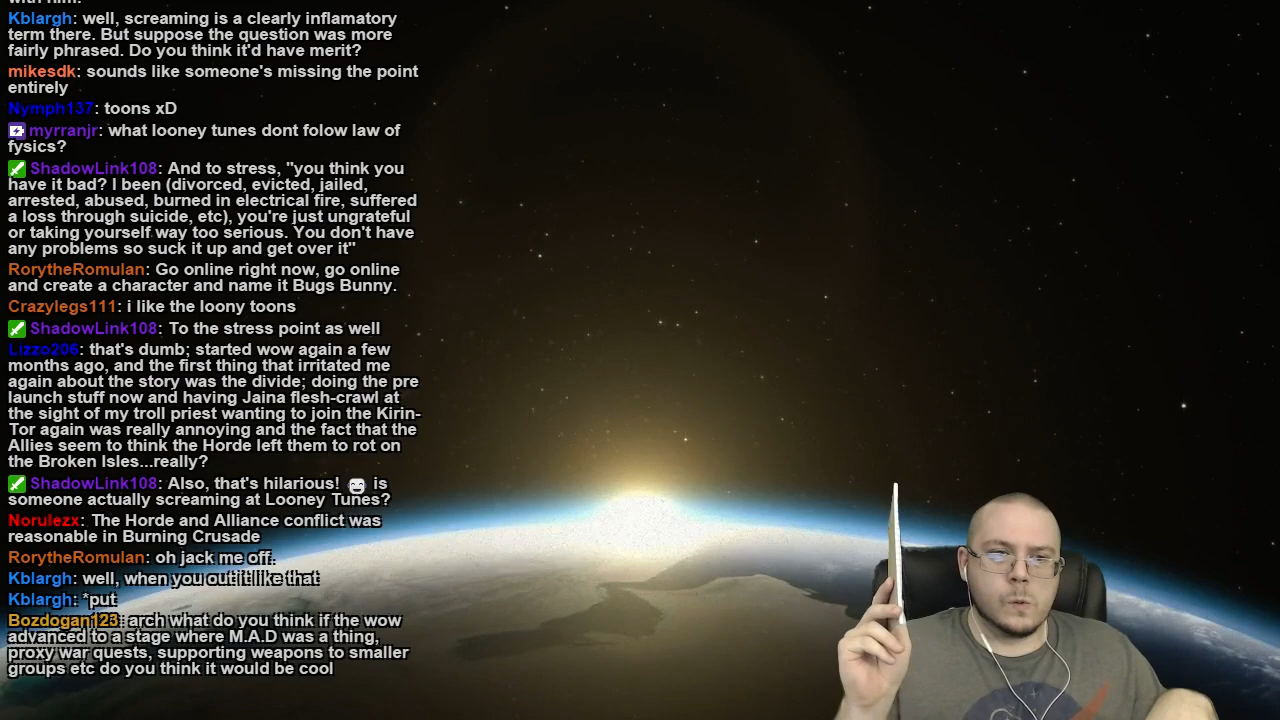 with him.
Kblargh: well, screaming is a clearly inflamatory
term there. But suppose the question was more
fairly phrased. Do you think it'd have merit?
mikesdk: sounds like someone's missing the point
entirely
Nymph137: toons xD
myrranjr: what looney tunes dont folow law of
fysics?
ShadowLink108: And to stress, "you think you
have it bad? I been (divorced, evicted, jailed,
arrested, abused, burned in electrical fire, suffered
a loss through suicide, etc), you're just ungrateful
or taking yourself way too serious. You don't have
any problems so suck it up and get over it"
RorytheRomulan: Go online right now, go online
and create a character and name it Bugs Bunny.
Crazylegs111: i like the loony toons
ShadowLink108: To the stress point as well
Lizzo206: that's dumb; started wow again a few
months ago, and the first thing that irritated me
again about the story was the divide; doing the pre
launch stuff now and having Jaina flesh-crawl at
the sight of my troll priest wanting to join the Kirin-
Tor again was really annoying and the fact that the
Allies seem to think the Horde left them to rot on
the Broken Isles...really?
ShadowLink108: Also, that's hilarious! is
someone actually screaming at Looney Tunes?
Norulezx: The Horde and Alliance conflict was
reasonable in Burning Crusade
RorytheRomulan: oh jack me off.
Kblargh: well, when you out it like that
Kblargh: *put
Bozdogan123: arch what do you think if the wow
advanced to a stage where M.A.D was a thing,
proxy war quests, supporting weapons to smaller
groups etc do you think it would be cool